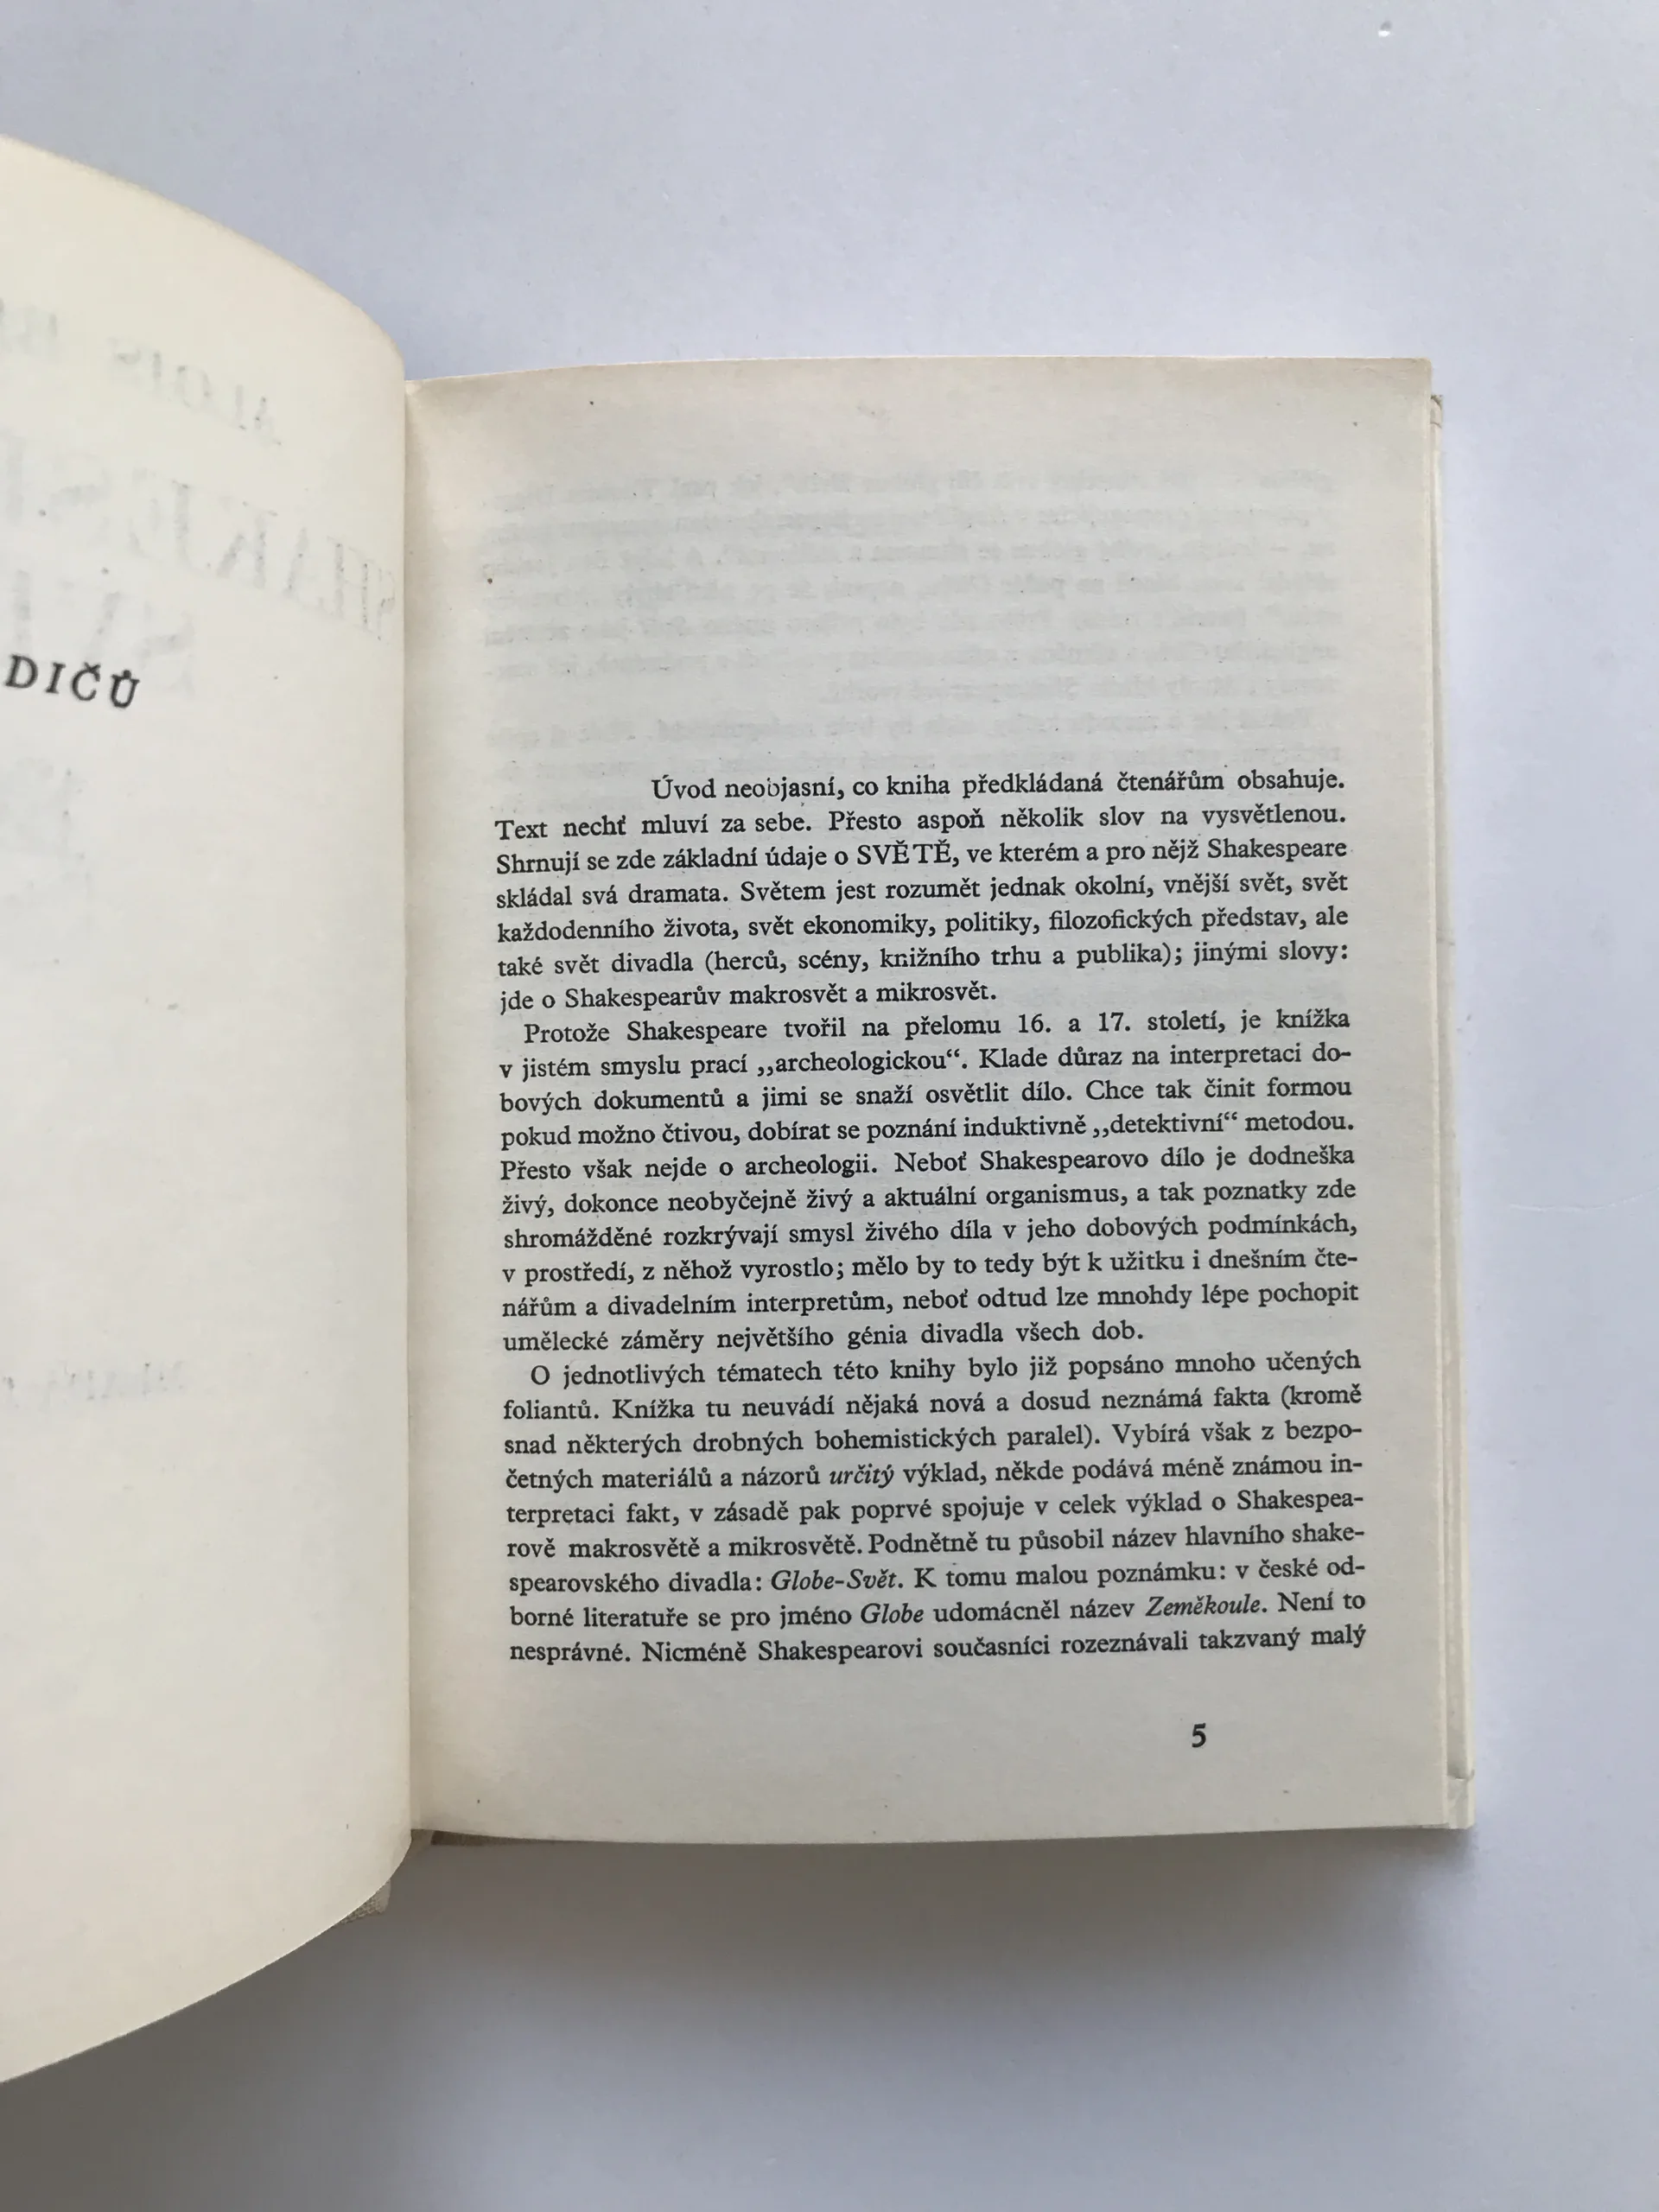 DIČŮ
Úvod neobjasní, co kniha předkládaná čtenářům obsahuje.
Text nechť mluví za sebe. Přesto aspoň několik slov na vysvětlenou.
Shrnují se zde základní údaje o SVĚTĚ, ve kterém a pro nějž Shakespeare
skládal svá dramata. Světem jest rozumět jednak okolní, vnější svět, svět
každodenního života, svět ekonomiky, politiky, filozofických představ, ale
také svět divadla (herců, scény, knižního trhu a publika); jinými slovy:
jde o Shakespearův makrosvět a mikrosvět.
Protože Shakespeare tvořil na přelomu 16. a 17. století, je knížka
v jistém smyslu prací „archeologickou“. Klade důraz na interpretaci do-
bových dokumentů a jimi se snaží osvětlit dílo. Chce tak činit formou
pokud možno čtivou, dobírat se poznání induktivně „detektivní“ metodou.
Přesto však nejde o archeologii. Neboť Shakespearovo dílo je dodneška
živý, dokonce neobyčejně živý a aktuální organismus, a tak poznatky zde
shromážděné rozkrývají smysl živého díla v jeho dobových podmínkách,
v prostředí, z něhož vyrostlo; mělo by to tedy být k užitku i dnešním čte-
nářům a divadelním interpretům, neboť odtud lze mnohdy lépe pochopit
umělecké záměry největšího génia divadla všech dob.
O jednotlivých tématech této knihy bylo již popsáno mnoho učených
foliantů. Knížka tu neuvádí nějaká nová a dosud neznámá fakta (kromě
snad některých drobných bohemistických paralel). Vybírá však z bezpo-
četných materiálů a názorů určitý výklad, někde podává méně známou in-
terpretaci fakt, v zásadě pak poprvé spojuje v celek výklad o Shakespea-
rově makrosvětě a mikrosvětě. Podnětně tu působil název hlavního shake-
spearovského divadla: Globe-Svět. K tomu malou poznámku: v české od-
borné literatuře se pro jméno Globe udomácněl název Zeměkoule. Není to
nesprávné. Nicméně Shakespearovi současníci rozeznávali takzvaný malý
5